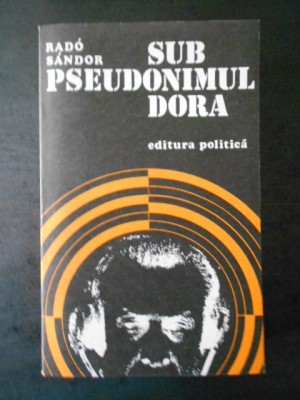 RADÓ
SÁNDOR
SUB
PSEUDONIMUL
DORA
editura politică